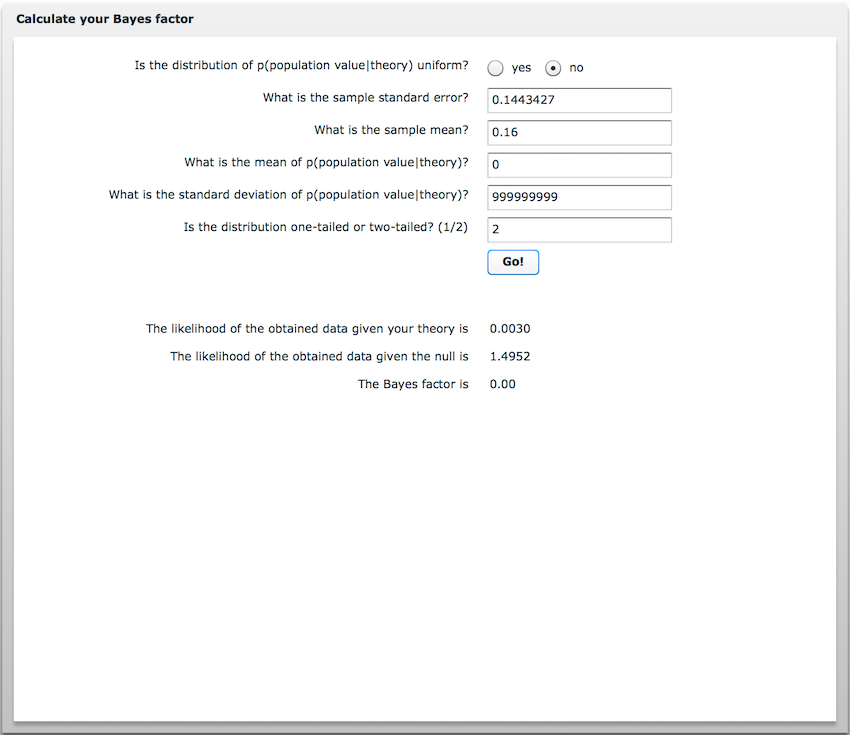 Calculate your Bayes factor
Is the distribution of p(population value|theory) uniform? yes no
What is the sample standard error? 0.1443427
What is the sample mean? 0.16
What is the mean of p(population value|theory)? 0
What is the standard deviation of p(population value|theory)? 999999999
Is the distribution one-tailed or two-tailed? (1/2) 2
Go!
The likelihood of the obtained data given your theory is 0.0030
The likelihood of the obtained data given the null is 1.4952
The Bayes factor is 0.00